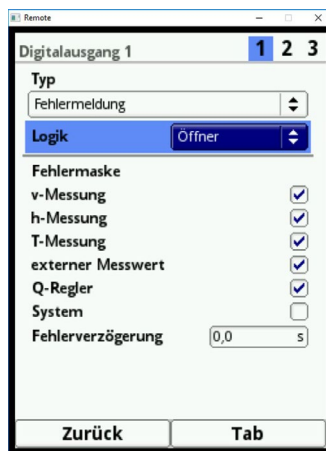 Remote
Digitalausgang 1 1 2 3
Typ
Fehlermeldung
Logik Öffner
Fehlermaske
v-Messung
h-Messung
T-Messung
externer Messwert
Q-Regler
System
Fehlerverzögerung 0,0 s
Zurück Tab